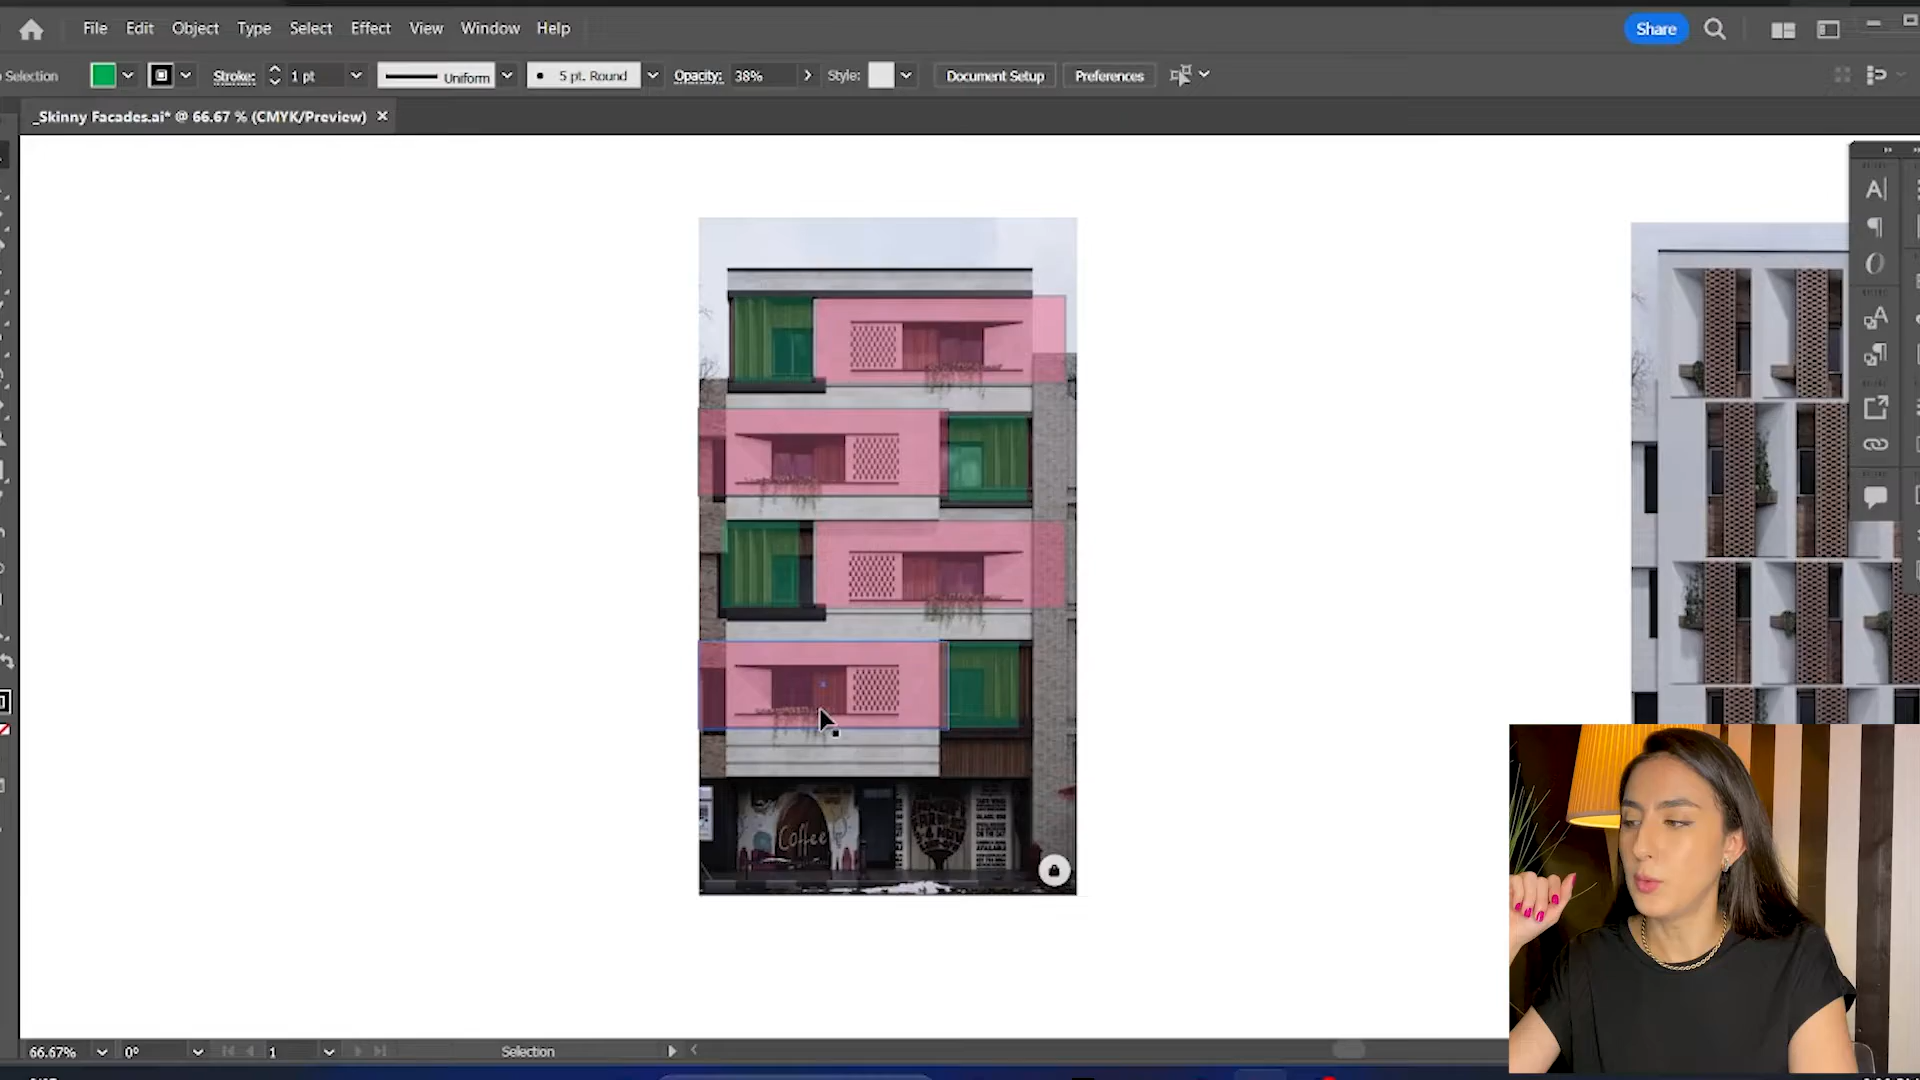 File Edit Object Type Select Effect View Window Help Share
Selection Stroke: 1 pt Uniform 5 pt. Round Opacity: 38% Style: Document Setup Preferences
_Skinny Facades.ai* @ 66.67 % (CMYK/Preview)
Coffee
66.67% 0° 1 Selection